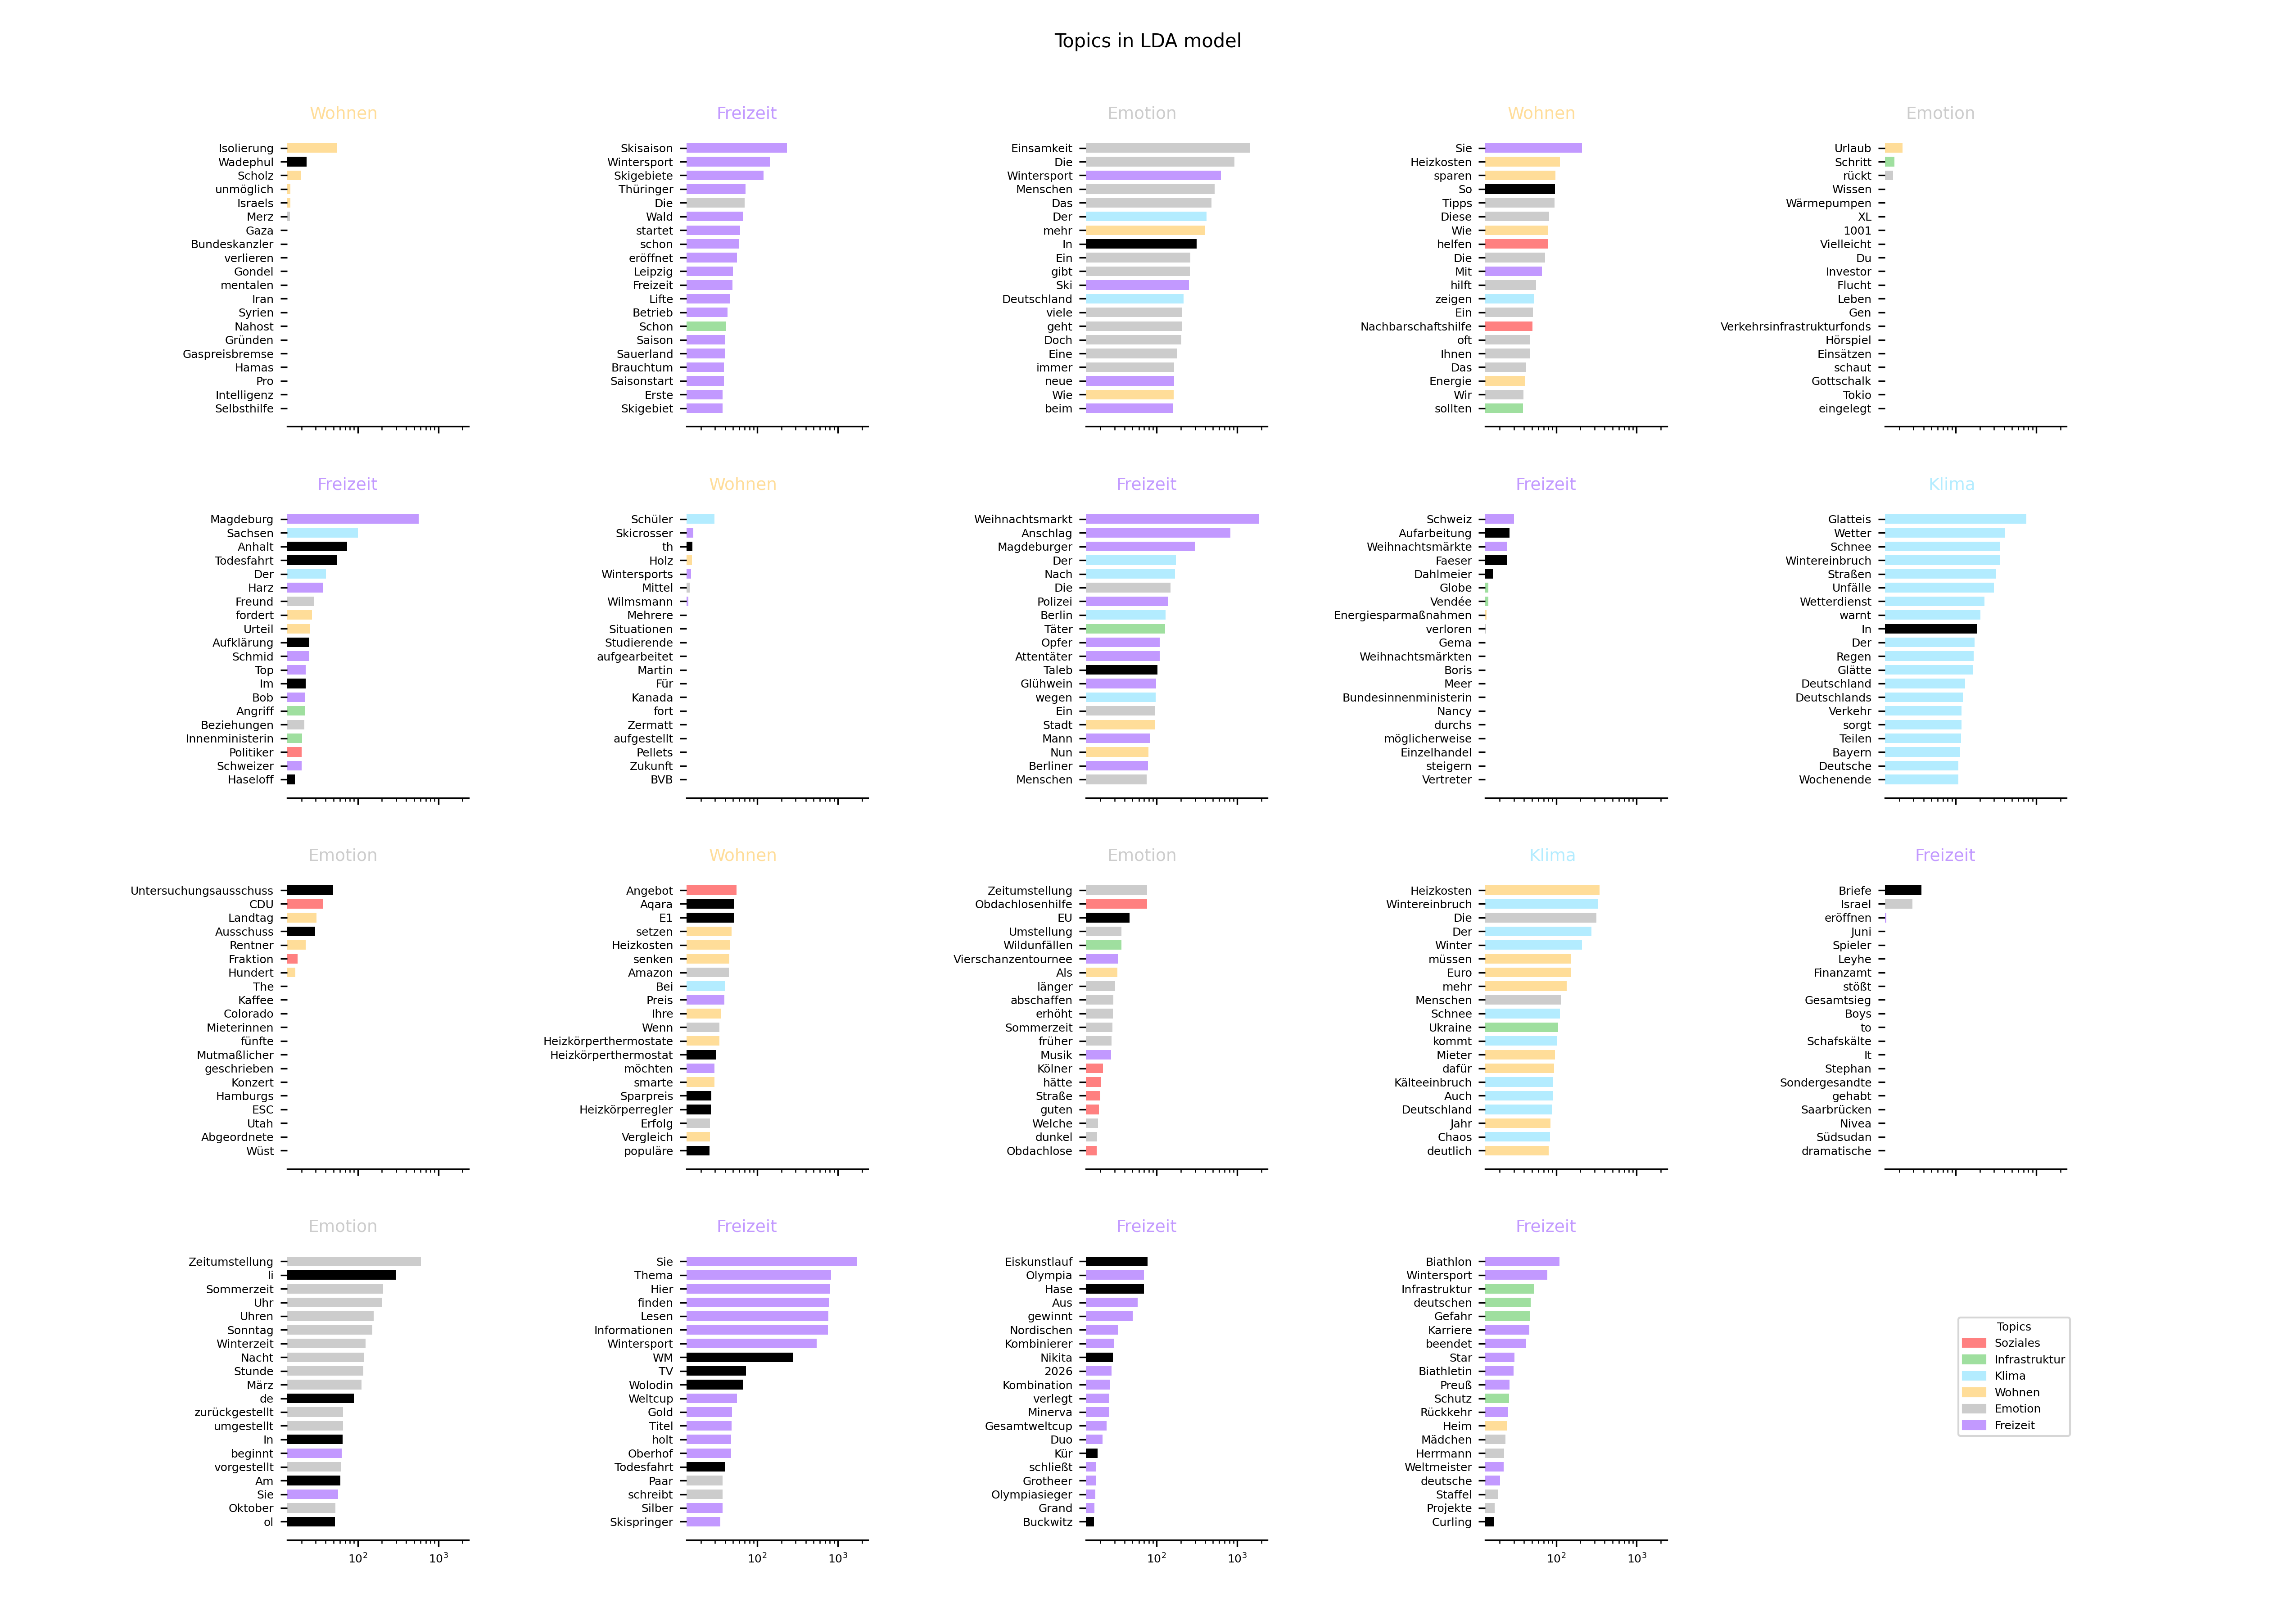 Topics in LDA model
Wohnen
Isolierung
Wadephul
Scholz
unmöglich
Israels
Merz
Gaza
Bundeskanzler
verlieren
Gondel
mentalen
Iran
Syrien
Nahost
Gründen
Gaspreisbremse
Hamas
Pro
Intelligenz
Selbsthilfe
Freizeit
Skisaison
Wintersport
Skigebiete
Thüringer
Die
Wald
startet
schon
eröffnet
Leipzig
Freizeit
Lifte
Betrieb
Schon
Saison
Sauerland
Brauchtum
Saisonstart
Erste
Skigebiet
Emotion
Einsamkeit
Die
Wintersport
Menschen
Das
Der
mehr
In
Ein
gibt
Ski
Deutschland
viele
geht
Doch
Eine
immer
neue
Wie
beim
Wohnen
Sie
Heizkosten
sparen
So
Tipps
Diese
Wie
helfen
Die
Mit
hilft
zeigen
Ein
Nachbarschaftshilfe
oft
Ihnen
Das
Energie
Wir
sollten
Emotion
Urlaub
Schritt
rückt
Wissen
Wärmepumpen
XL
1001
Vielleicht
Du
Investor
Flucht
Leben
Gen
Verkehrsinfrastrukturfonds
Hörspiel
Einsätzen
schaut
Gottschalk
Tokio
eingelegt
Freizeit
Magdeburg
Sachsen
Anhalt
Todesfahrt
Der
Harz
Freund
fordert
Urteil
Aufklärung
Schmid
Top
Im
Bob
Angriff
Beziehungen
Innenministerin
Politiker
Schweizer
Haseloff
Wohnen
Schüler
Skicrosser
th
Holz
Wintersports
Mittel
Wilmsmann
Mehrere
Situationen
Studierende
aufgearbeitet
Martin
Für
Kanada
fort
Zermatt
aufgestellt
Pellets
Zukunft
BVB
Freizeit
Weihnachtsmarkt
Anschlag
Magdeburger
Der
Nach
Die
Polizei
Berlin
Täter
Opfer
Attentäter
Taleb
Glühwein
wegen
Ein
Stadt
Mann
Nun
Berliner
Menschen
Freizeit
Schweiz
Aufarbeitung
Weihnachtsmärkte
Faeser
Dahlmeier
Globe
Vendée
Energiesparmaßnahmen
verloren
Gema
Weihnachtsmärkten
Boris
Meer
Bundesinnenministerin
Nancy
durchs
möglicherweise
Einzelhandel
steigern
Vertreter
Klima
Glatteis
Wetter
Schnee
Wintereinbruch
Straßen
Unfälle
Wetterdienst
warnt
In
Der
Regen
Glätte
Deutschland
Deutschlands
Verkehr
sorgt
Teilen
Bayern
Deutsche
Wochenende
Emotion
Untersuchungsausschuss
CDU
Landtag
Ausschuss
Rentner
Fraktion
Hundert
The
Kaffee
Colorado
Mieterinnen
fünfte
Mutmaßlicher
geschrieben
Konzert
Hamburgs
ESC
Utah
Abgeordnete
Wüst
Wohnen
Angebot
Aqara
E1
setzen
Heizkosten
senken
Amazon
Bei
Preis
Ihre
Wenn
Heizkörperthermostate
Heizkörperthermostat
möchten
smarte
Sparpreis
Heizkörperregler
Erfolg
Vergleich
populäre
Emotion
Zeitumstellung
Obdachlosenhilfe
EU
Umstellung
Wildunfällen
Vierschanzentournee
Als
länger
abschaffen
erhöht
Sommerzeit
früher
Musik
Kölner
hätte
Straße
guten
Welche
dunkel
Obdachlose
Klima
Heizkosten
Wintereinbruch
Die
Der
Winter
müssen
Euro
mehr
Menschen
Schnee
Ukraine
kommt
Mieter
dafür
Kälteeinbruch
Auch
Deutschland
Jahr
Chaos
deutlich
Freizeit
Briefe
Israel
eröffnen
Juni
Spieler
Leyhe
Finanzamt
stößt
Gesamtsieg
Boys
to
Schafskälte
It
Stephan
Sondergesandte
gehabt
Saarbrücken
Nivea
Südsudan
dramatische
Emotion
Zeitumstellung
li
Sommerzeit
Uhr
Uhren
Sonntag
Winterzeit
Nacht
Stunde
März
de
zurückgestellt
umgestellt
In
beginnt
vorgestellt
Am
Sie
Oktober
ol
10² 10³
Freizeit
Sie
Thema
Hier
finden
Lesen
Informationen
Wintersport
WM
TV
Wolodin
Weltcup
Gold
Titel
holt
Oberhof
Todesfahrt
Paar
schreibt
Silber
Skispringer
10² 10³
Freizeit
Eiskunstlauf
Olympia
Hase
Aus
gewinnt
Nordischen
Kombinierer
Nikita
2026
Kombination
verlegt
Minerva
Gesamtweltcup
Duo
Kür
schließt
Grotheer
Olympiasieger
Grand
Buckwitz
10² 10³
Freizeit
Biathlon
Wintersport
Infrastruktur
deutschen
Gefahr
Karriere
beendet
Star
Biathletin
Preuß
Schutz
Rückkehr
Heim
Mädchen
Herrmann
Weltmeister
deutsche
Staffel
Projekte
Curling
10² 10³
Topics
Soziales
Infrastruktur
Klima
Wohnen
Emotion
Freizeit